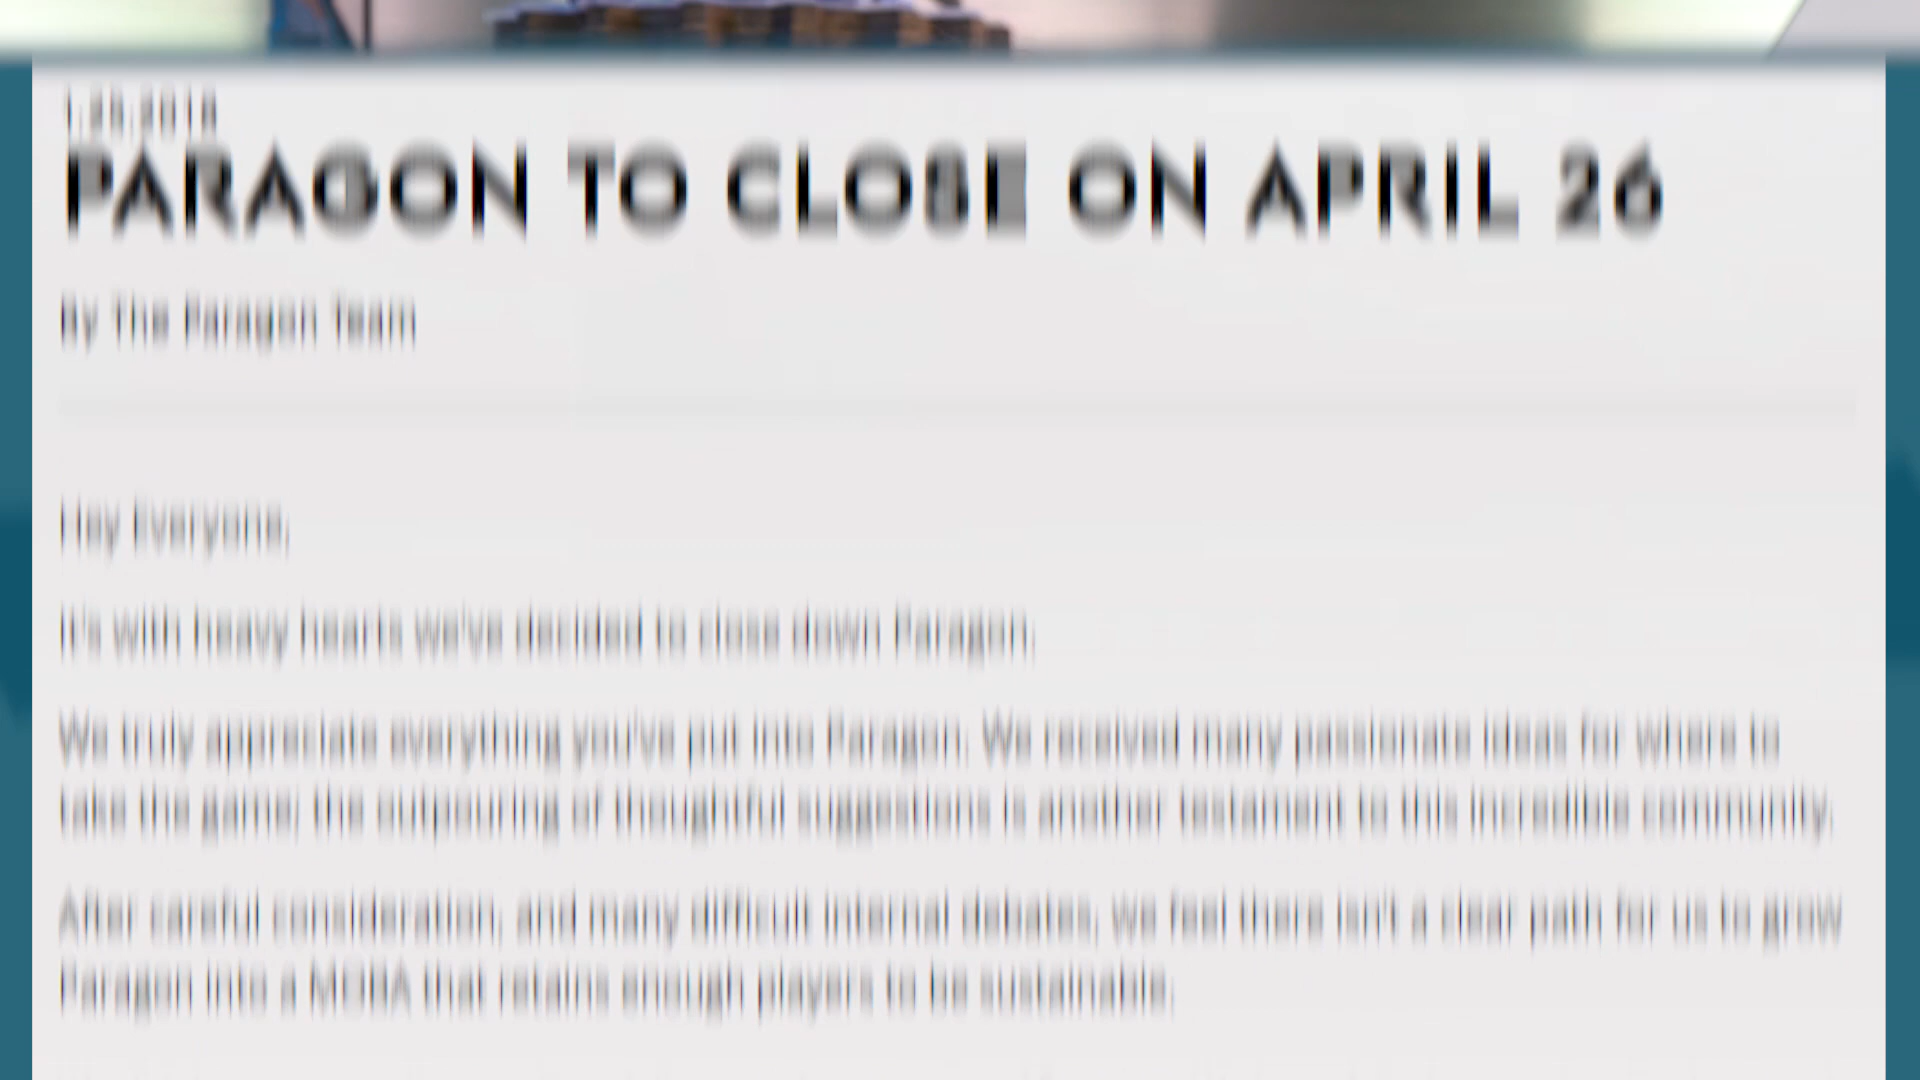 PARAGON TO CLOSE ON APRIL 26
By The Paragon Team
Hey Everyone,
It's with heavy hearts we've decided to close down Paragon.
We truly appreciate everything you've put into Paragon. We received many passionate ideas for where to
take the game; the outpouring of thoughtful suggestions is another testament to this incredible community.
After careful consideration, and many difficult internal debates, we feel there isn't a clear path for us to grow
Paragon into a MOBA that retains enough players to be sustainable.